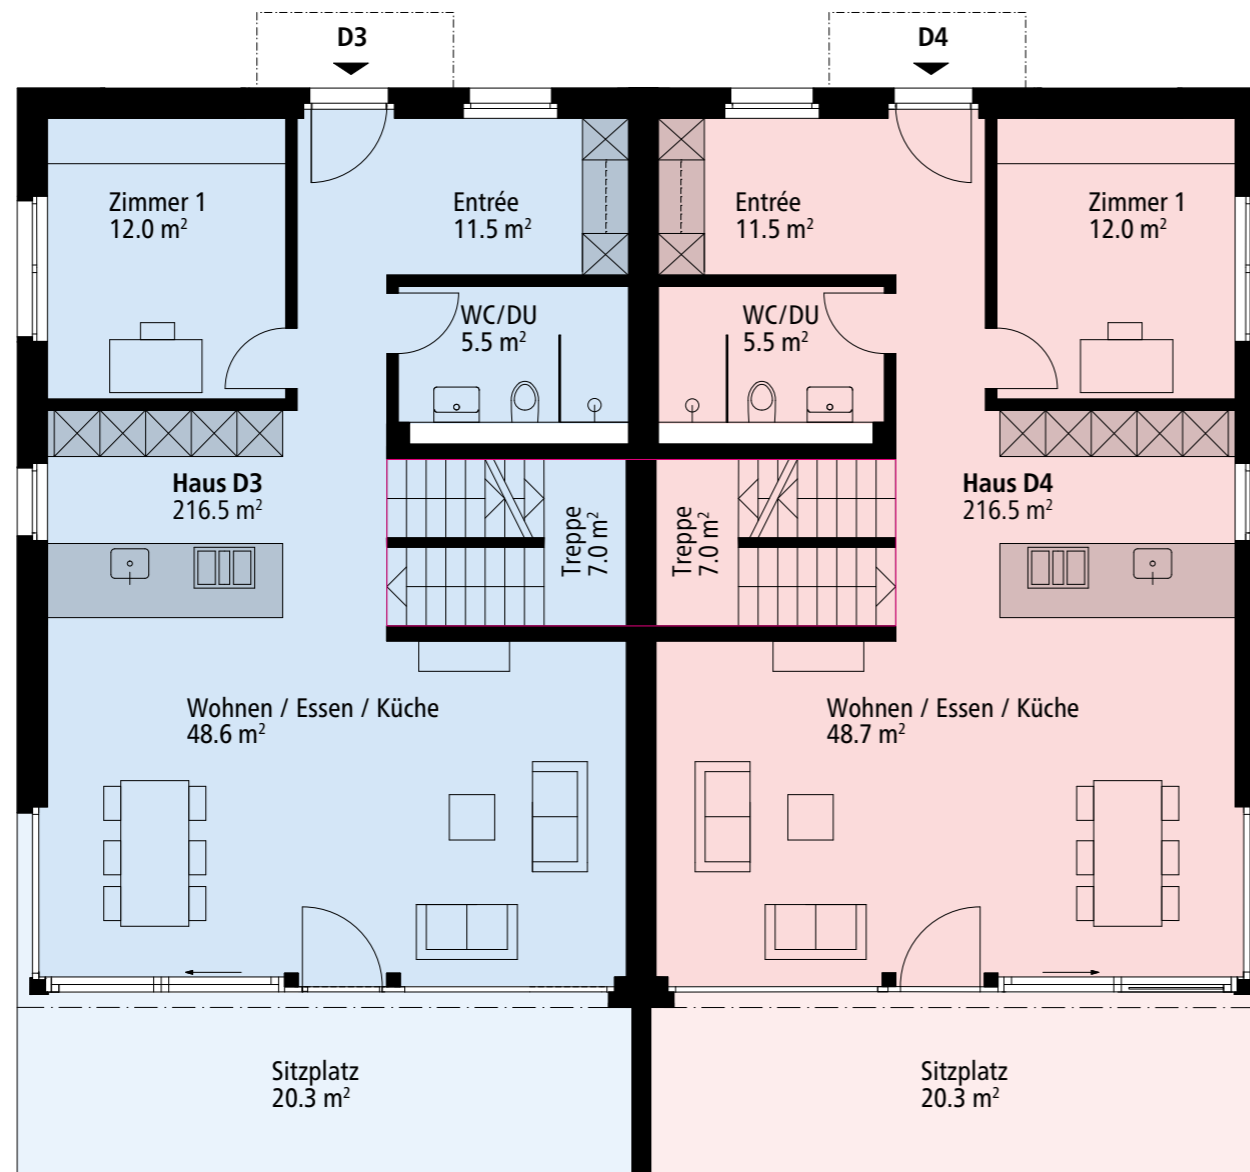 D3
D4
Zimmer 1
12.0 m²
Entrée
11.5 m²
Entrée
11.5 m²
Zimmer 1
12.0 m²
WC/DU
5.5 m²
WC/DU
5.5 m²
Haus D3
216.5 m²
Treppe
7.0 m²
Treppe
7.0 m²
Haus D4
216.5 m²
Wohnen / Essen / Küche
48.6 m²
Wohnen / Essen / Küche
48.7 m²
Sitzplatz
20.3 m²
Sitzplatz
20.3 m²